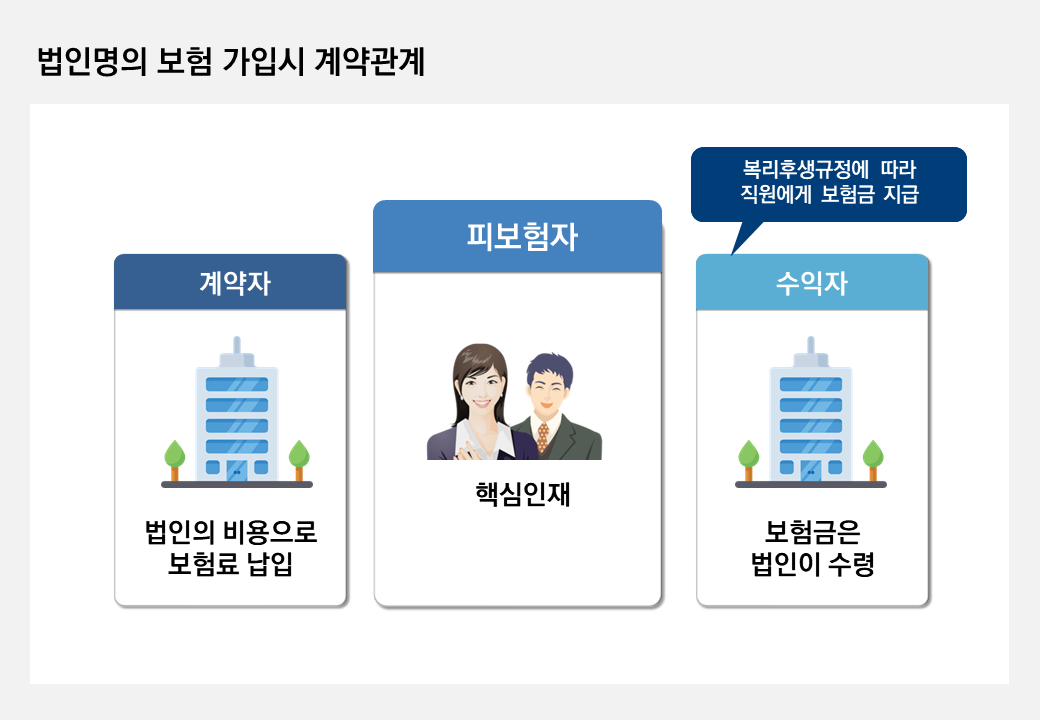 법인명의 보험 가입시 계약관계
복리후생규정에 따라
직원에게 보험금 지급
피보험자
계약자
수익자
핵심인재
법인의 비용으로
보험료 납입
보험금은
법인이 수령